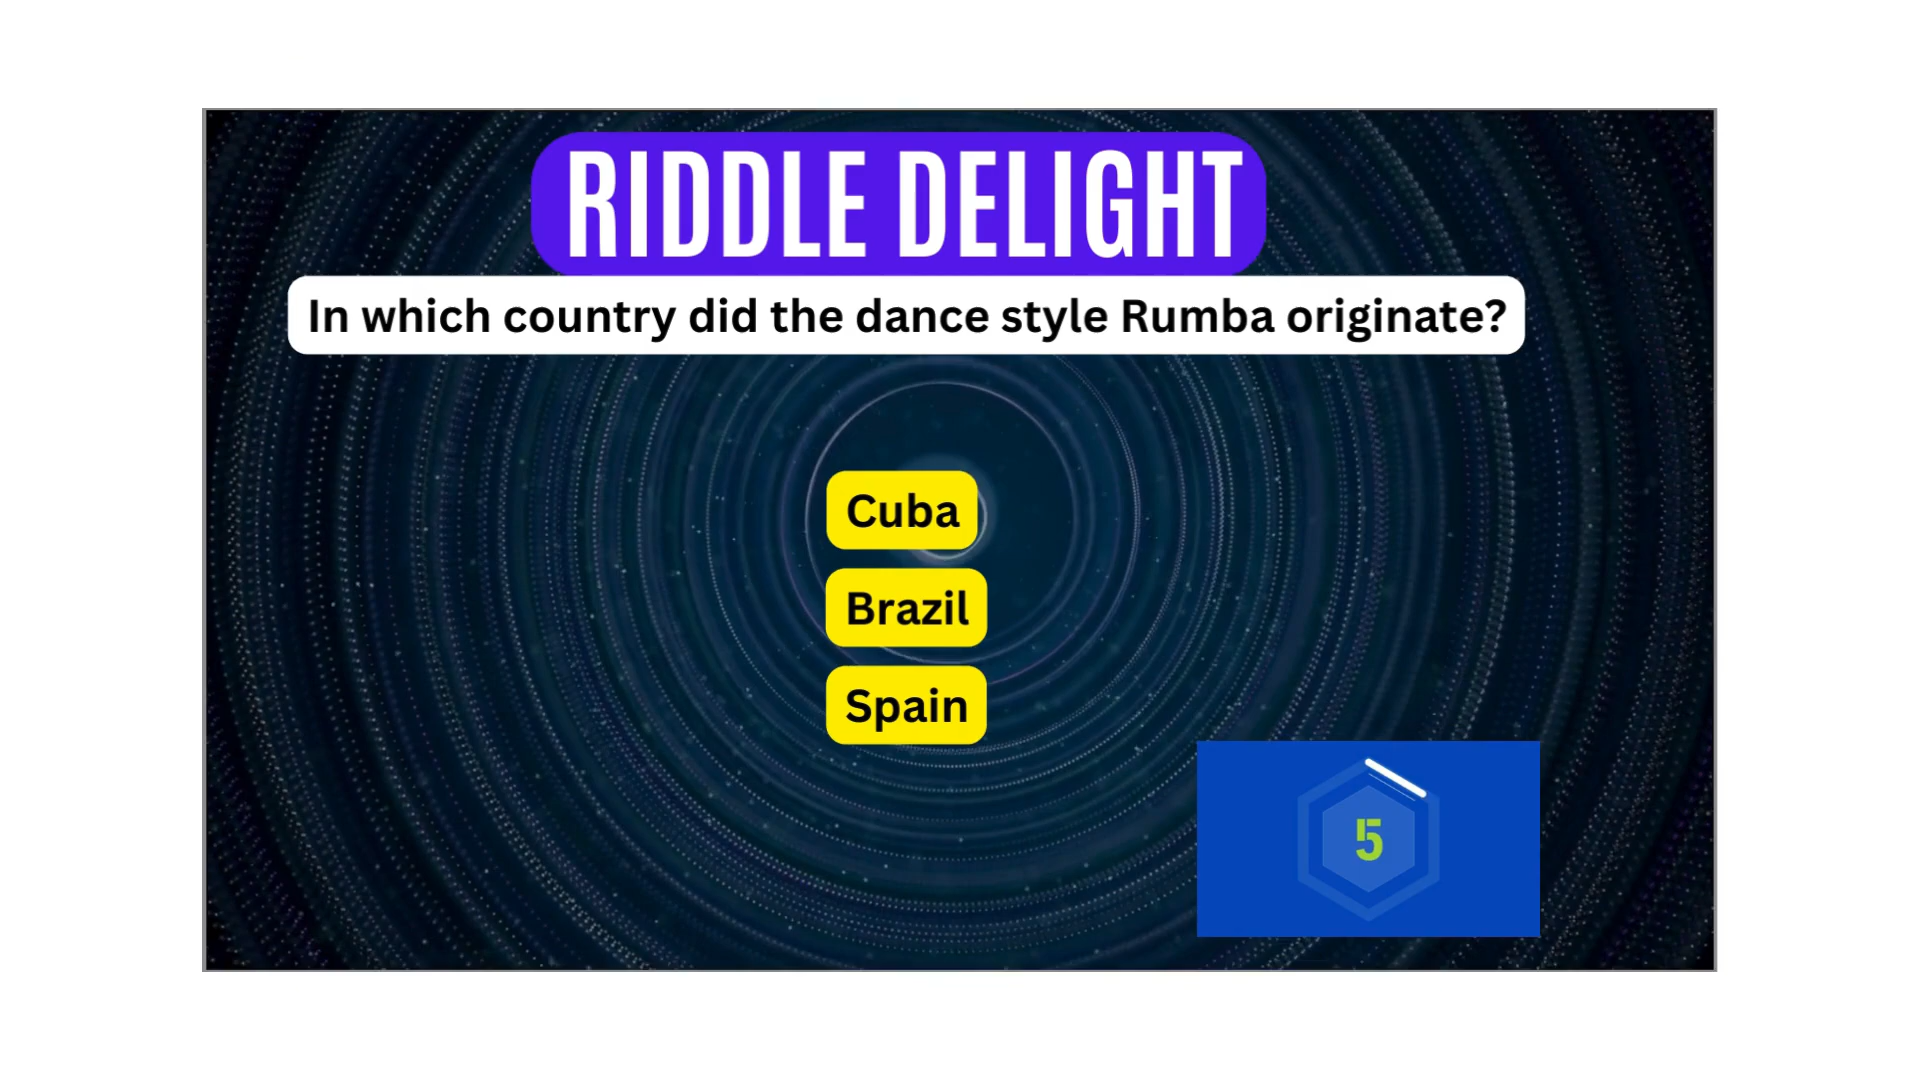 RIDDLE DELIGHT
In which country did the dance style Rumba originate?
Cuba
Brazil
Spain
5